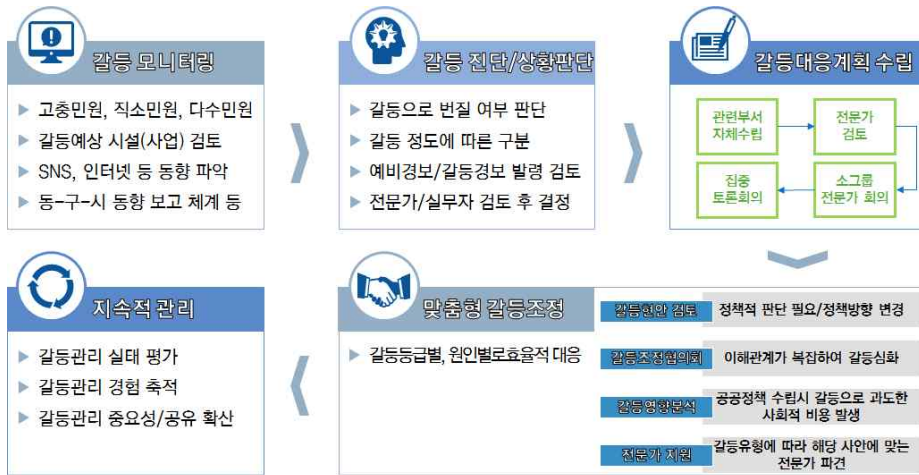 갈등 모니터링
▶ 고충민원, 직소민원, 다수민원
▶ 갈등예상 시설(사업) 검토
▶ SNS, 인터넷 등 동향 파악
▶ 동-구-시 동향 보고 체계 등
갈등 진단/상황판단
▶ 갈등으로 번질 여부 판단
▶ 갈등 정도에 따른 구분
▶ 예비경보/갈등경보 발령 검토
▶ 전문가/실무자 검토 후 결정
갈등대응계획 수립
관련부서
자체수립
전문가
검토
소그룹
전문가 회의
집중
토론회의
맞춤형 갈등조정
▶ 갈등등급별, 원인별로효율적 대응
갈등현안 검토
정책적 판단 필요/정책방향 변경
갈등조정협의회
이해관계가 복잡하여 갈등심화
갈등영향분석
공공정책 수립시 갈등으로 과도한
사회적 비용 발생
전문가 지원
갈등유형에 따라 해당 사안에 맞는
전문가 파견
지속적 관리
▶ 갈등관리 실태 평가
▶ 갈등관리 경험 축적
▶ 갈등관리 중요성/공유 확산